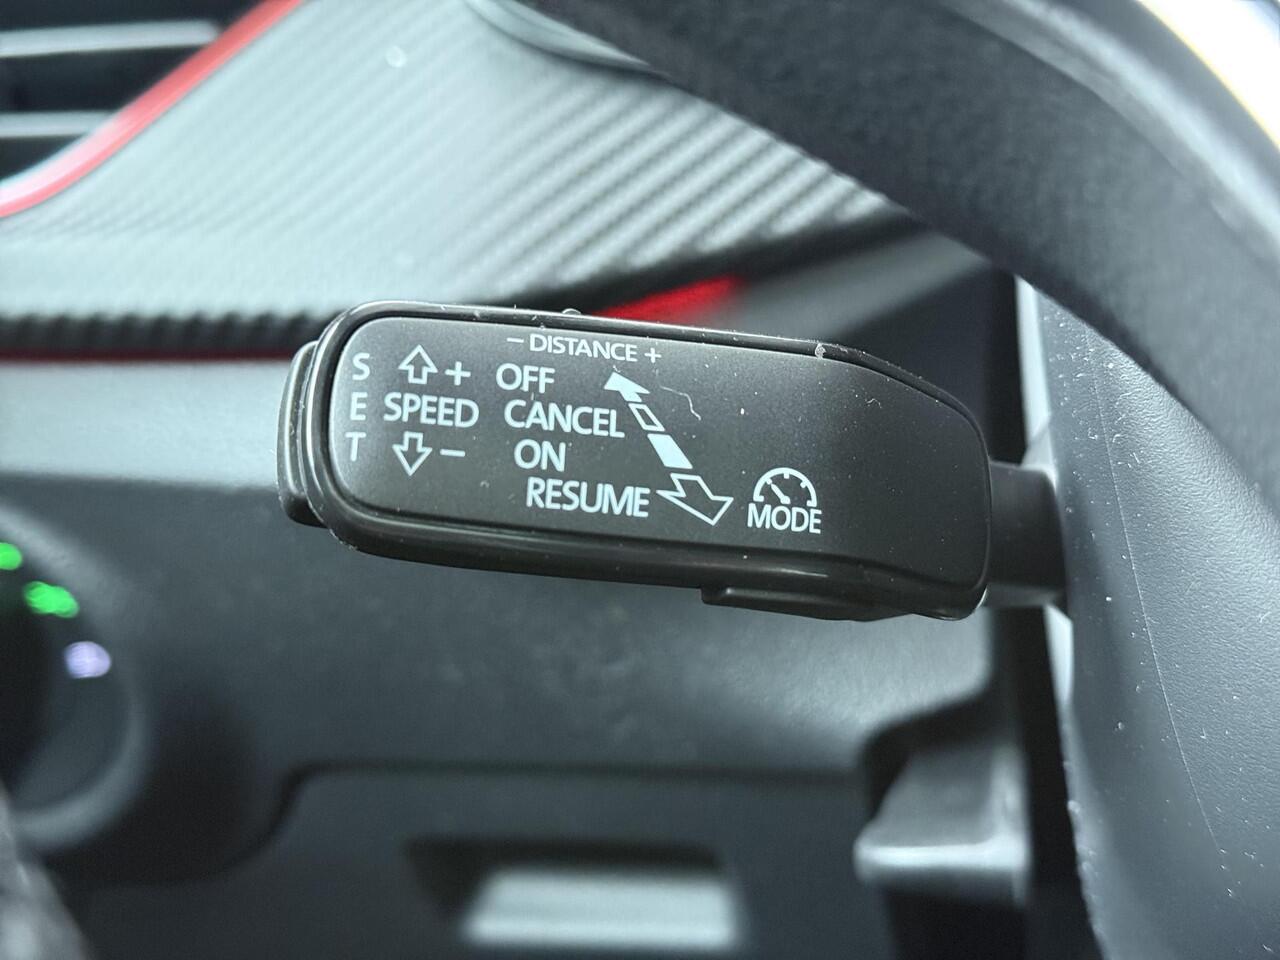 − DISTANCE +
S + OFF
E SPEED CANCEL
T − ON
RESUME
MODE